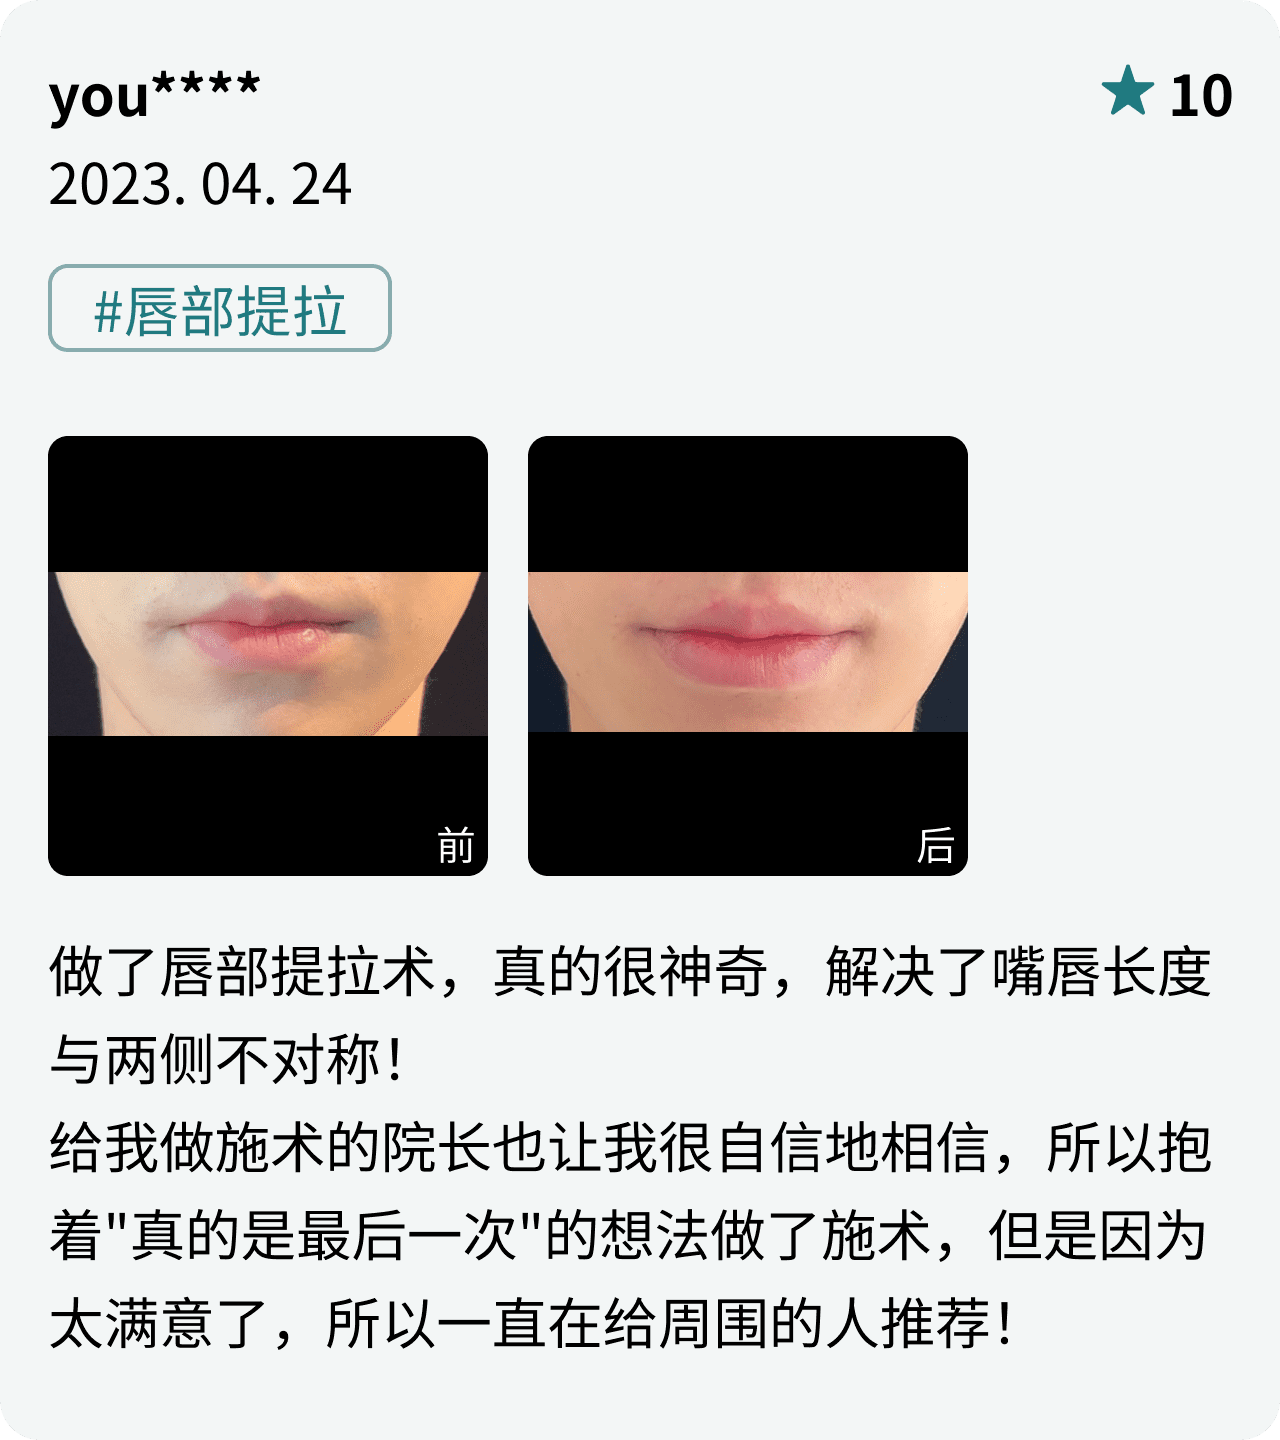 you****
10
2023. 04. 24
#唇部提拉
前
后
做了唇部提拉术，真的很神奇，解决了嘴唇长度
与两侧不对称！
给我做施术的院长也让我很自信地相信，所以抱
着"真的是最后一次"的想法做了施术，但是因为
太满意了，所以一直在给周围的人推荐！